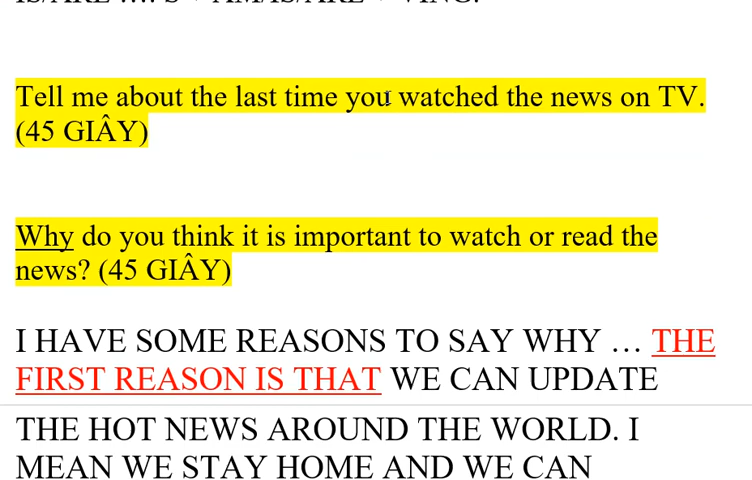 Tell me about the last time you watched the news on TV.
(45 GIÂY)
Why do you think it is important to watch or read the
news? (45 GIÂY)
I HAVE SOME REASONS TO SAY WHY … THE
FIRST REASON IS THAT WE CAN UPDATE
THE HOT NEWS AROUND THE WORLD. I
MEAN WE STAY HOME AND WE CAN